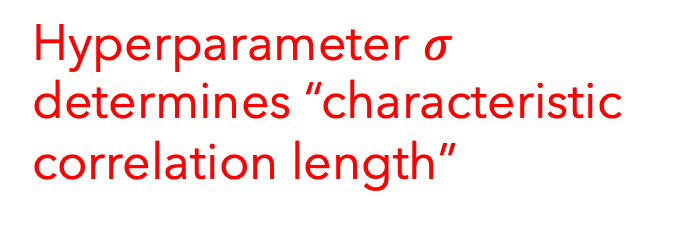 Hyperparameter σ
determines “characteristic
correlation length”